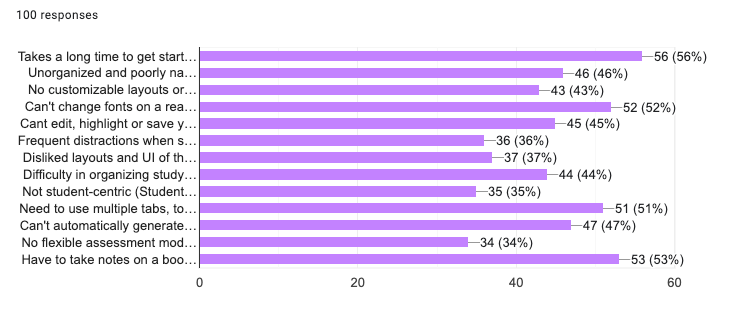 100 responses
Takes a long time to get start… 56 (56%)
Unorganized and poorly na… 46 (46%)
No customizable layouts or… 43 (43%)
Can't change fonts on a rea… 52 (52%)
Cant edit, highlight or save y… 45 (45%)
Frequent distractions when s… 36 (36%)
Disliked layouts and UI of th… 37 (37%)
Difficulty in organizing study… 44 (44%)
Not student-centric (Student… 35 (35%)
Need to use multiple tabs, to… 51 (51%)
Can't automatically generate… 47 (47%)
No flexible assessment mod… 34 (34%)
Have to take notes on a boo… 53 (53%)
0 20 40 60